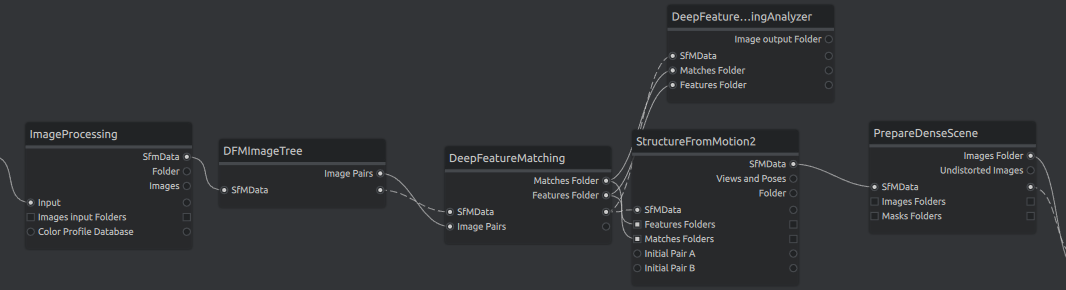 ImageProcessing
SfmData
Folder
Images
Input
Images Input Folders
Color Profile Database
DFMImageTree
Image Pairs
SfMData
DeepFeatureMatching
Matches Folder
Features Folder
SfMData
Image Pairs
DeepFeature...ingAnalyzer
Image output Folder
SfMData
Matches Folder
Features Folder
StructureFromMotion2
SfMData
Views and Poses
Folder
SfMData
Features Folders
Matches Folders
Initial Pair A
Initial Pair B
PrepareDenseScene
Images Folder
Undistorted Images
SfMData
Images Folders
Masks Folders